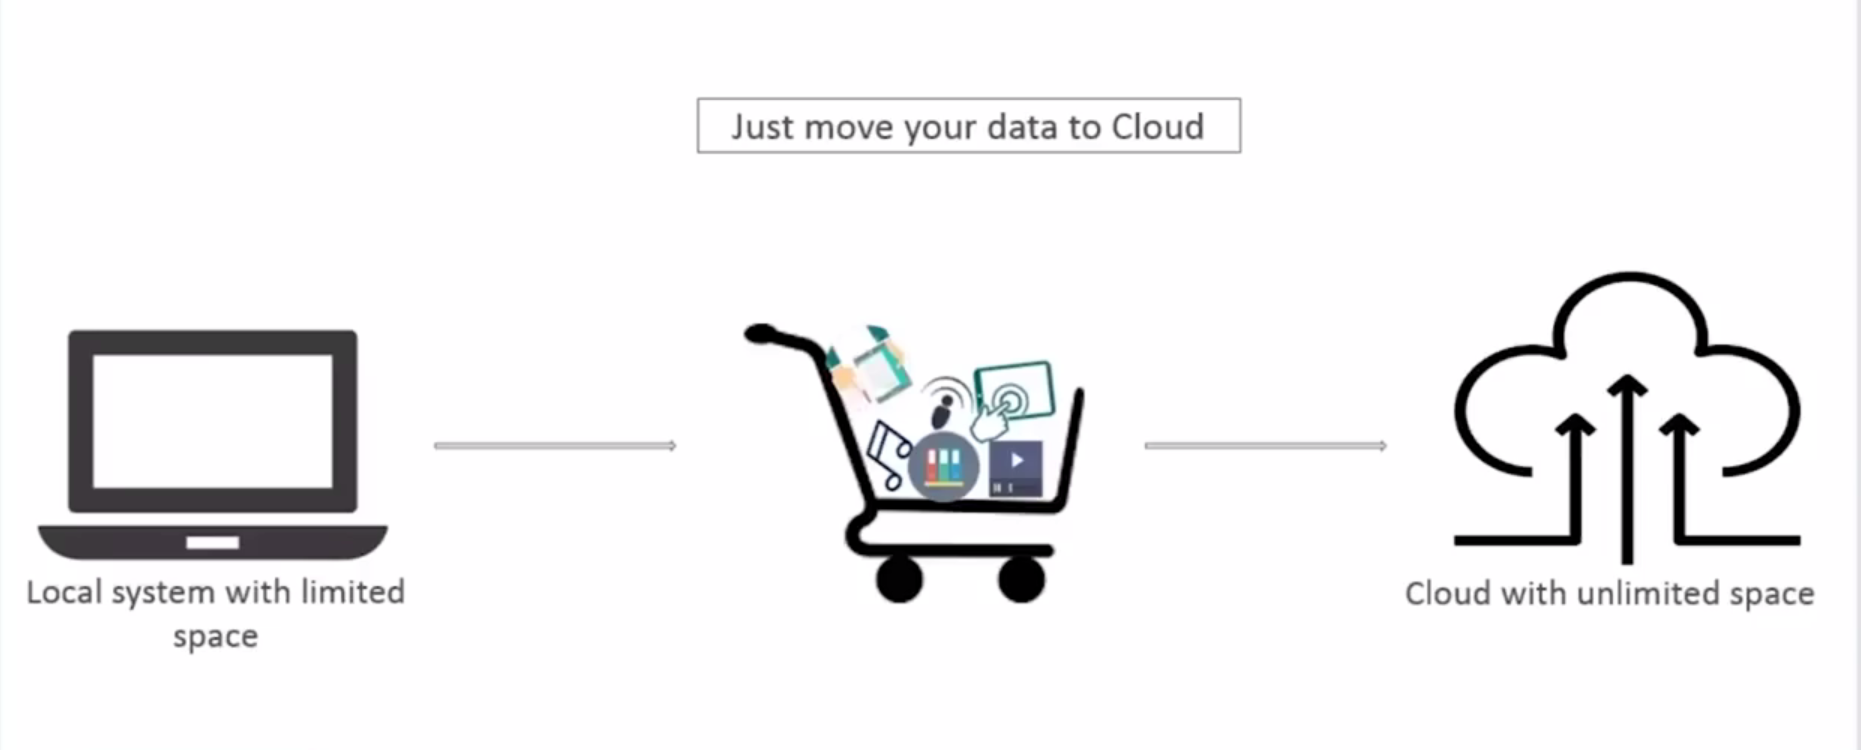 Just move your data to Cloud
Local system with limited
space
Cloud with unlimited space